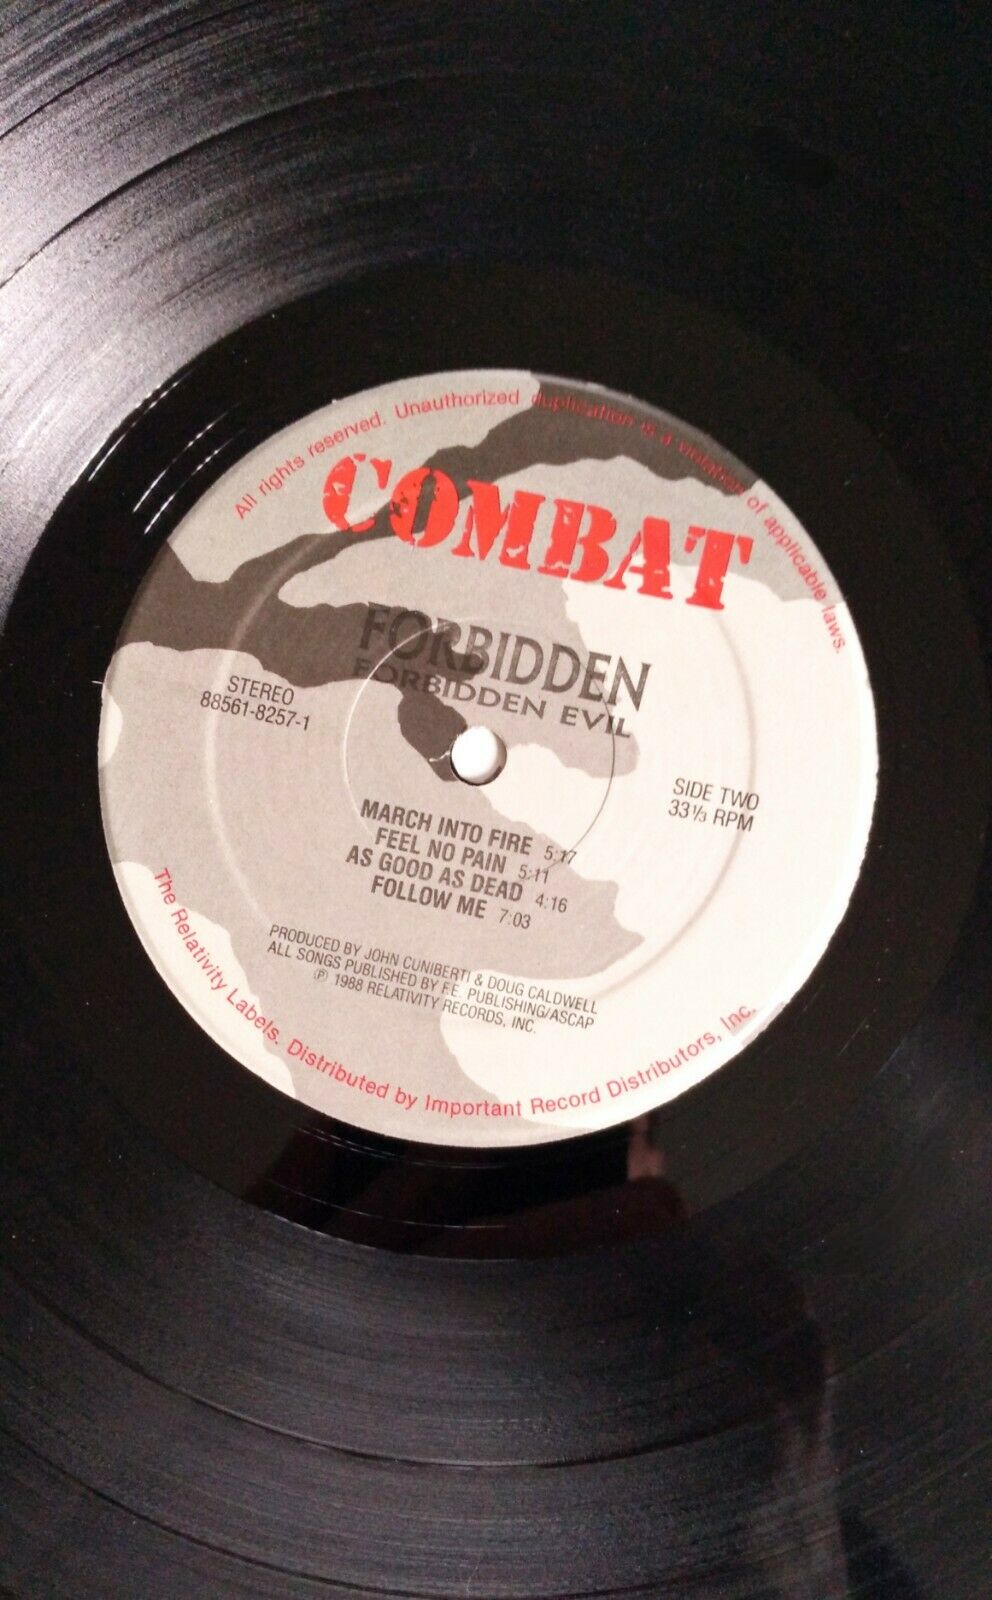 All rights reserved. Unauthorized duplication is a violation of applicable laws.
COMBAT
FORBIDDEN
FORBIDDEN EVIL
STEREO
88561-8257-1
SIDE TWO
33 1/3 RPM
MARCH INTO FIRE 5:17
FEEL NO PAIN 5:11
AS GOOD AS DEAD 4:16
FOLLOW ME 7:03
PRODUCED BY JOHN CUNIBERTI & DOUG CALDWELL
ALL SONGS PUBLISHED BY F.E. PUBLISHING/ASCAP
℗ 1988 RELATIVITY RECORDS, INC.
The Relativity Labels. Distributed by Important Record Distributors, Inc.